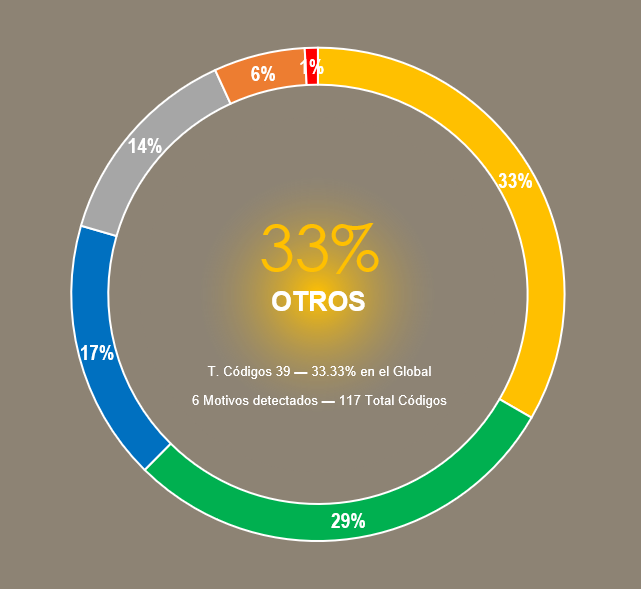 6%
1%
14%
33%
33%
OTROS
17%
T. Códigos 39 — 33.33% en el Global
6 Motivos detectados — 117 Total Códigos
29%